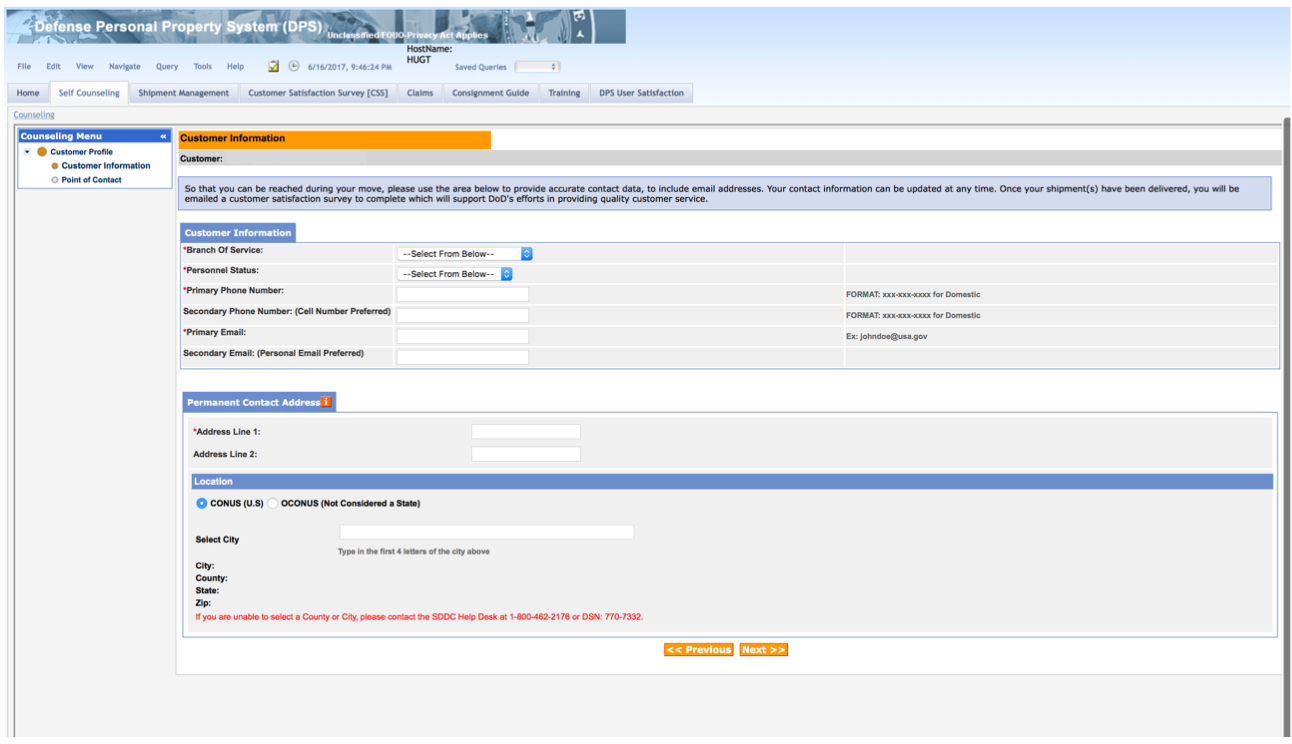 Defense Personal Property System (DPS) Unclassified FOUO-Privacy Act Applies
HostName:
HUGT
File Edit View Navigate Query Tools Help 6/16/2017, 9:46:24 PM Saved Queries
Home Self Counseling Shipment Management Customer Satisfaction Survey [CSS] Claims Consignment Guide Training DPS User Satisfaction
Counseling
Counseling Menu «
Customer Profile
Customer Information
Point of Contact
Customer Information
Customer:
So that you can be reached during your move, please use the area below to provide accurate contact data, to include email addresses. Your contact information can be updated at any time. Once your shipment(s) have been delivered, you will be
emailed a customer satisfaction survey to complete which will support DoD's efforts in providing quality customer service.
Customer Information
*Branch Of Service: --Select From Below--
*Personnel Status: --Select From Below--
*Primary Phone Number: FORMAT: xxx-xxx-xxxx for Domestic
Secondary Phone Number: (Cell Number Preferred) FORMAT: xxx-xxx-xxxx for Domestic
*Primary Email: Ex: johndoe@usa.gov
Secondary Email: (Personal Email Preferred)
Permanent Contact Address i
*Address Line 1:
Address Line 2:
Location
CONUS (U.S) OCONUS (Not Considered a State)
Select City
Type in the first 4 letters of the city above
City:
County:
State:
Zip:
If you are unable to select a County or City, please contact the SDDC Help Desk at 1-800-462-2176 or DSN: 770-7332.
<< Previous Next >>